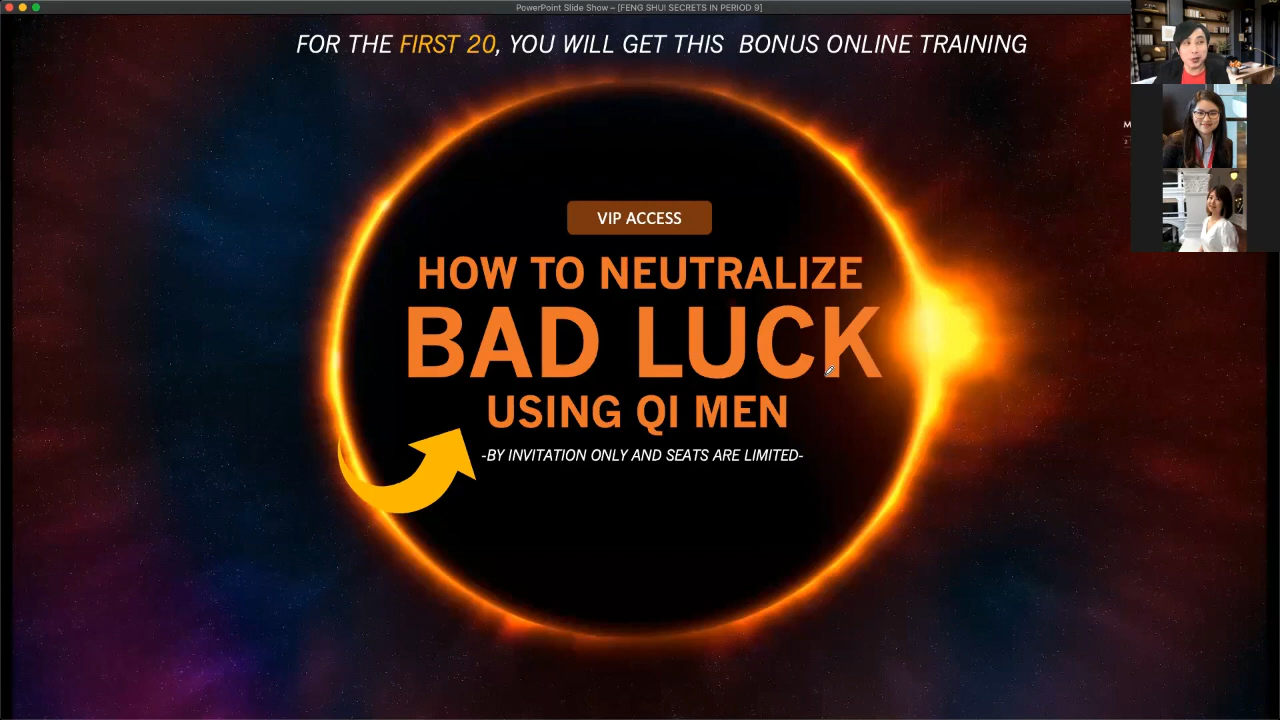 PowerPoint Slide Show – [FENG SHUI SECRETS IN PERIOD 9]
FOR THE FIRST 20, YOU WILL GET THIS BONUS ONLINE TRAINING
VIP ACCESS
HOW TO NEUTRALIZE
BAD LUCK
USING QI MEN
-BY INVITATION ONLY AND SEATS ARE LIMITED-